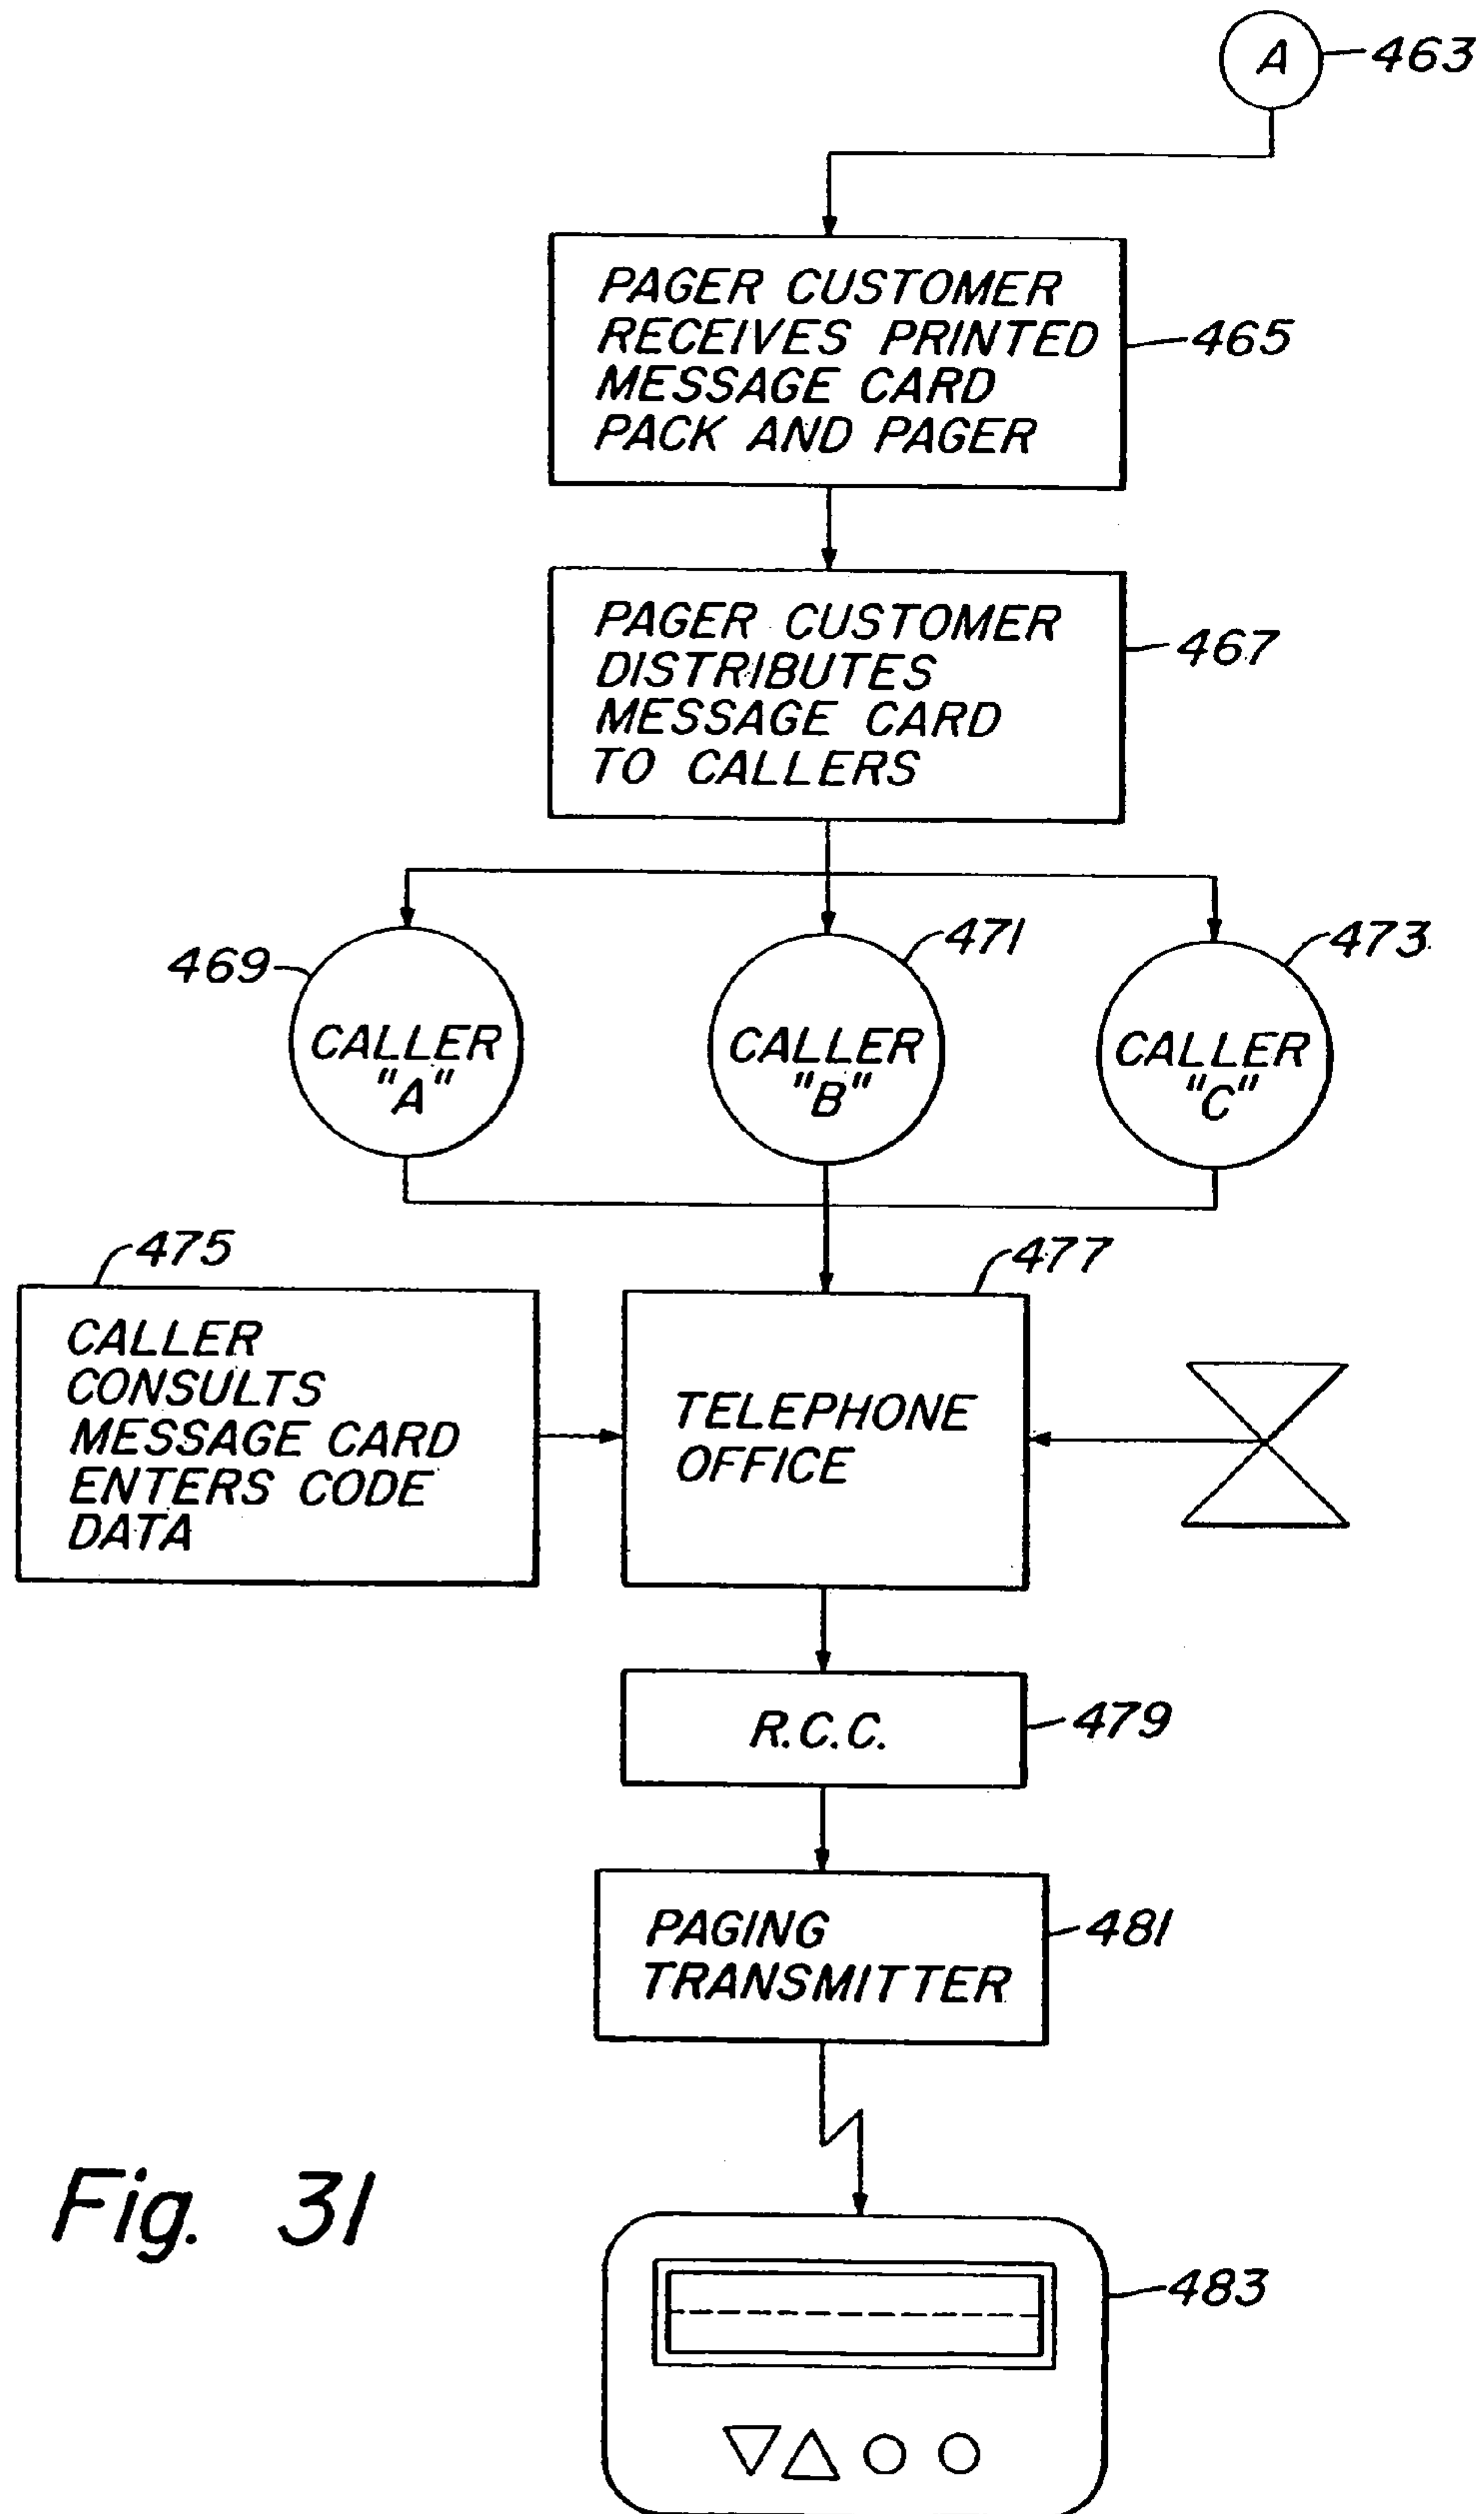 A
463
PAGER CUSTOMER
RECEIVES PRINTED
MESSAGE CARD
PACK AND PAGER
465
PAGER CUSTOMER
DISTRIBUTES
MESSAGE CARD
TO CALLERS
467
469
CALLER
"A"
471
CALLER
"B"
473
CALLER
"C"
475
CALLER
CONSULTS
MESSAGE CARD
ENTERS CODE
DATA
477
TELEPHONE
OFFICE
R.C.C.
479
PAGING
TRANSMITTER
481
Fig. 31
483